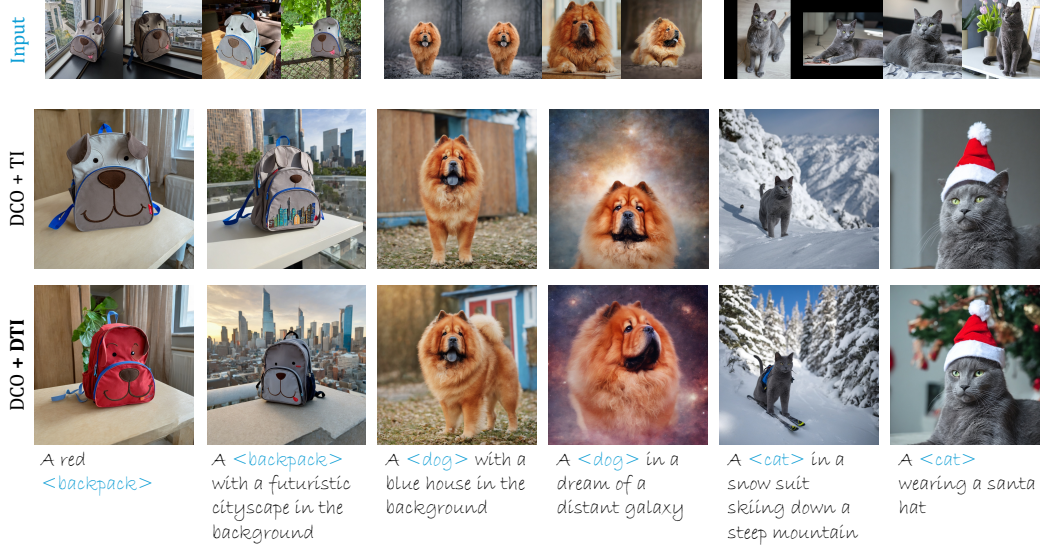 Input
DCO + TI
DCO + DTI
A red
<backpack>
A <backpack>
with a futuristic
cityscape in the
background
A <dog> with a
blue house in the
background
A <dog> in a
dream of a
distant galaxy
A <cat> in a
snow suit
skiing down a
steep mountain
A <cat>
wearing a santa
hat